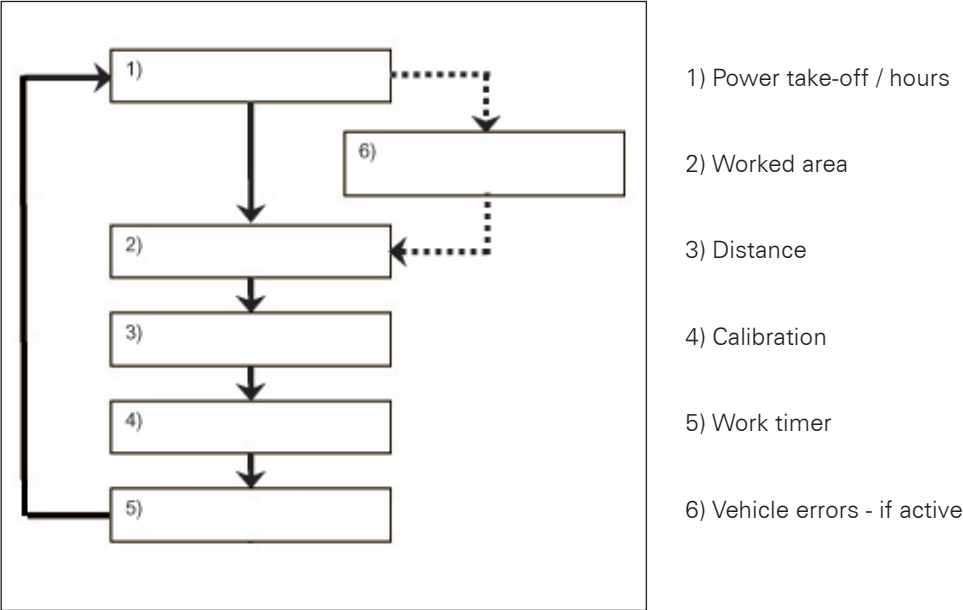 1)
6)
2)
3)
4)
5)
1) Power take-off / hours
2) Worked area
3) Distance
4) Calibration
5) Work timer
6) Vehicle errors - if active